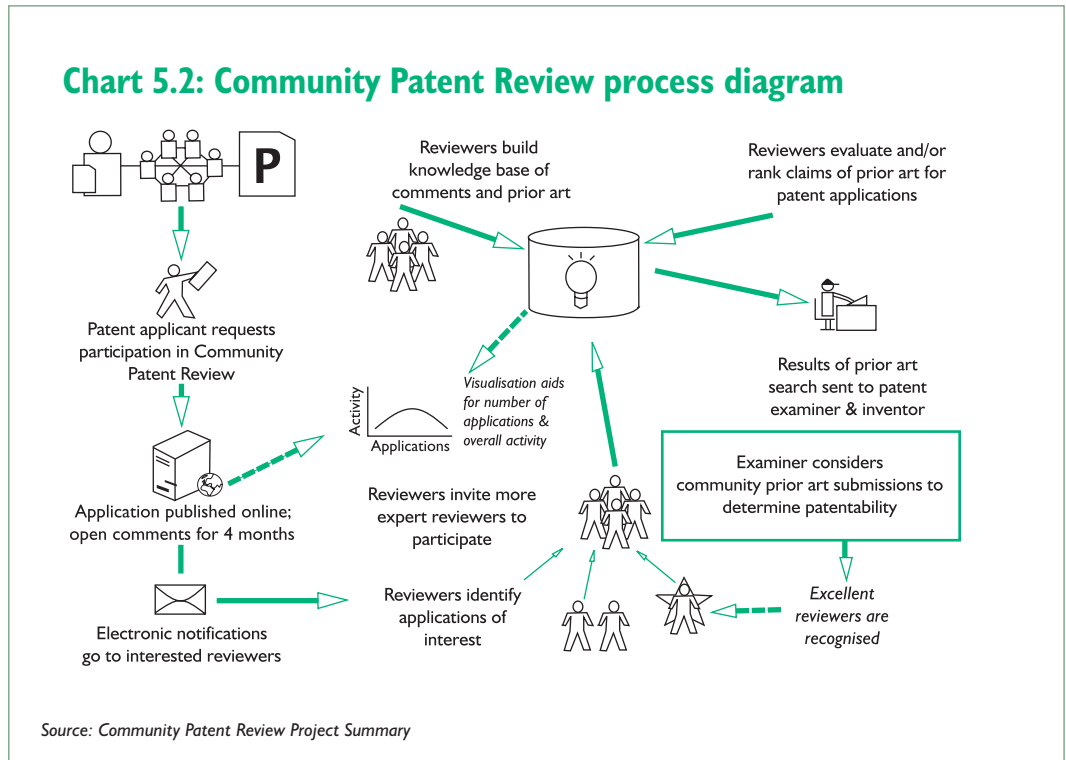 Chart 5.2: Community Patent Review process diagram
P
Patent applicant requests
participation in Community
Patent Review
Application published online;
open comments for 4 months
Electronic notifications
go to interested reviewers
Reviewers build
knowledge base of
comments and prior art
Reviewers evaluate and/or
rank claims of prior art for
patent applications
Activity
Applications
Visualisation aids
for number of
applications &
overall activity
Reviewers invite more
expert reviewers to
participate
Reviewers identify
applications of
interest
Results of prior art
search sent to patent
examiner & inventor
Examiner considers
community prior art submissions to
determine patentability
Excellent
reviewers are
recognised
Source: Community Patent Review Project Summary